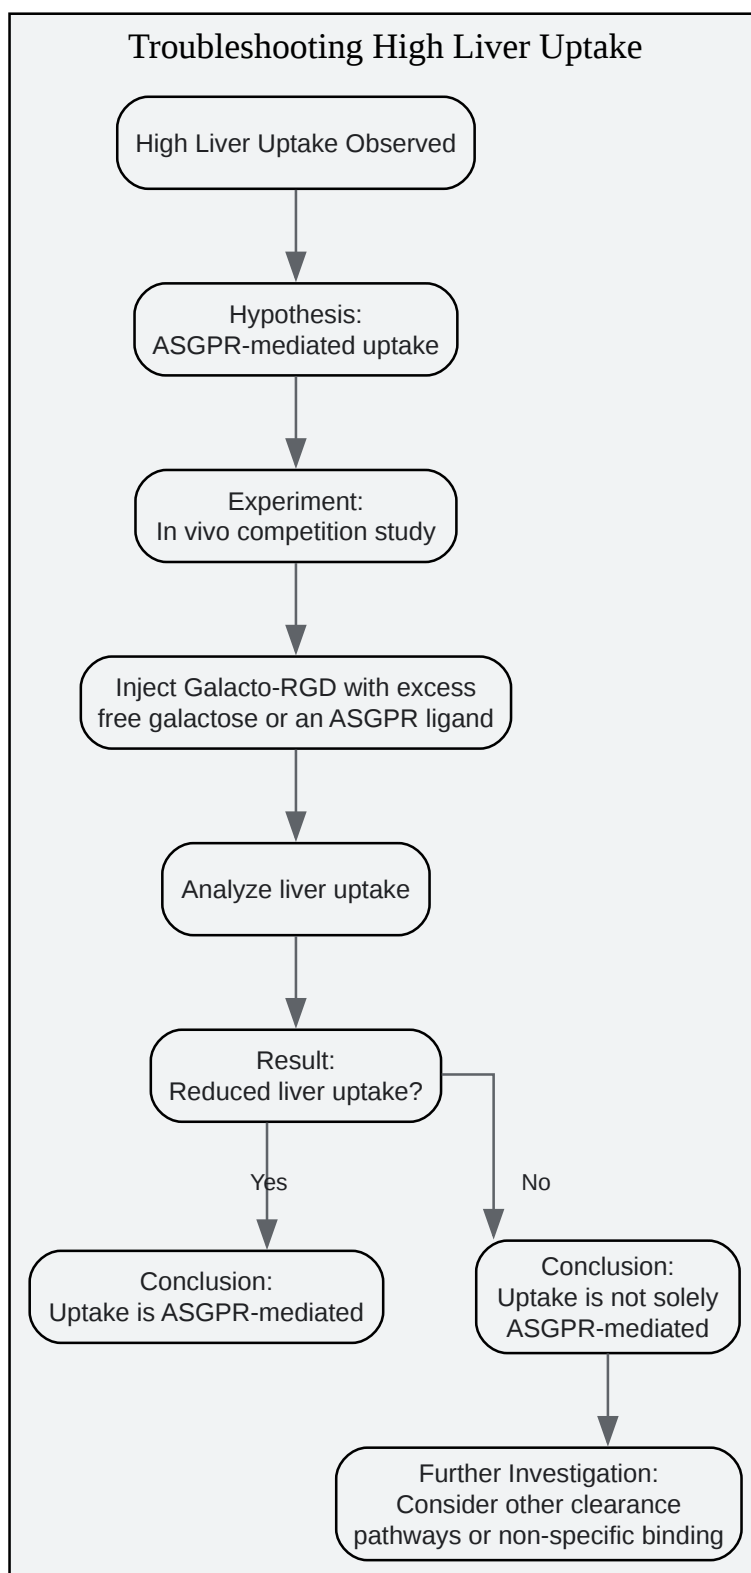 Troubleshooting High Liver Uptake
High Liver Uptake Observed
Hypothesis:
ASGPR-mediated uptake
Experiment:
In vivo competition study
Inject Galacto-RGD with excess
free galactose or an ASGPR ligand
Analyze liver uptake
Result:
Reduced liver uptake?
Yes
No
Conclusion:
Uptake is ASGPR-mediated
Conclusion:
Uptake is not solely
ASGPR-mediated
Further Investigation:
Consider other clearance
pathways or non-specific binding